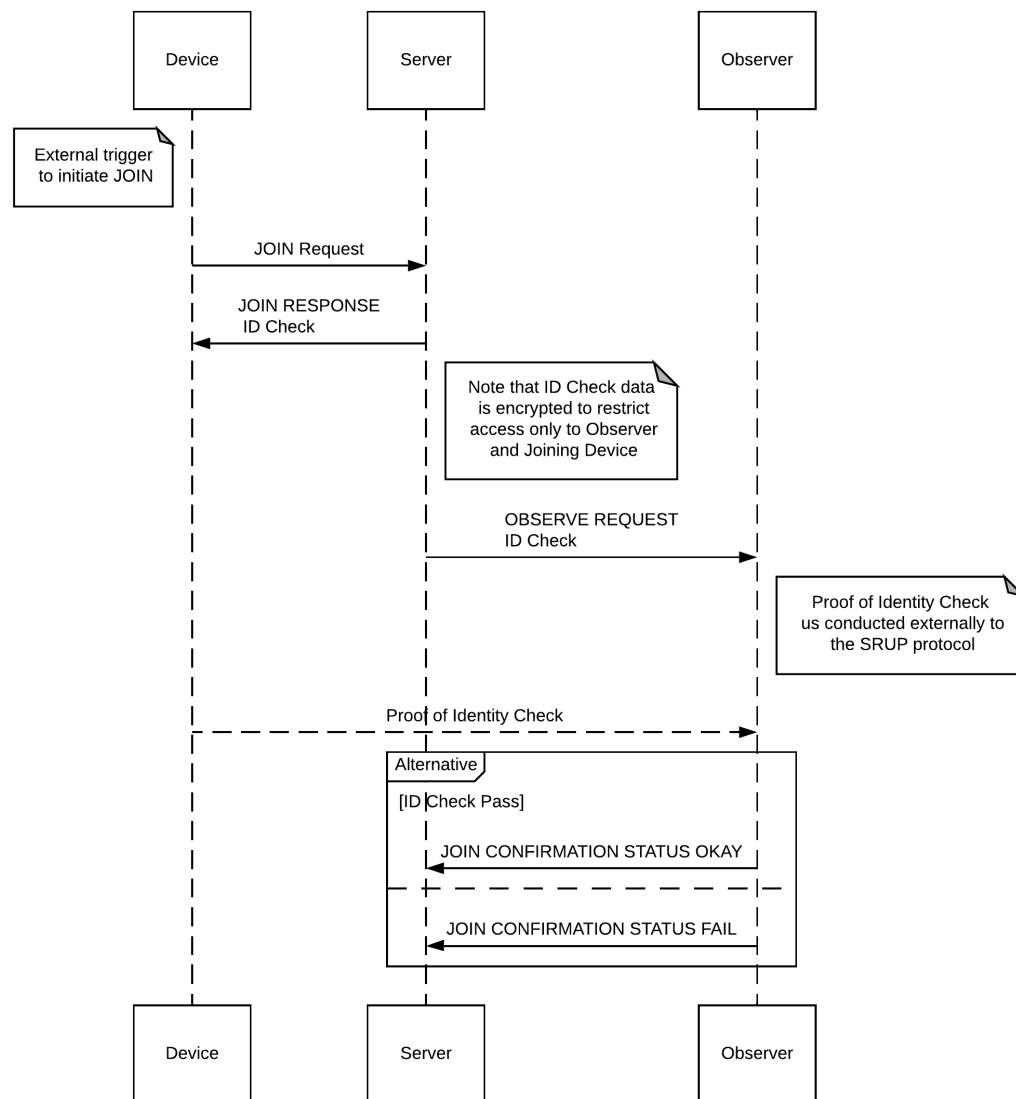 Device
Server
Observer
External trigger
to initiate JOIN
JOIN Request
JOIN RESPONSE
ID Check
Note that ID Check data
is encrypted to restrict
access only to Observer
and Joining Device
OBSERVE REQUEST
ID Check
Proof of Identity Check
us conducted externally to
the SRUP protocol
Proof of Identity Check
Alternative
[ID Check Pass]
JOIN CONFIRMATION STATUS OKAY
JOIN CONFIRMATION STATUS FAIL
Device
Server
Observer